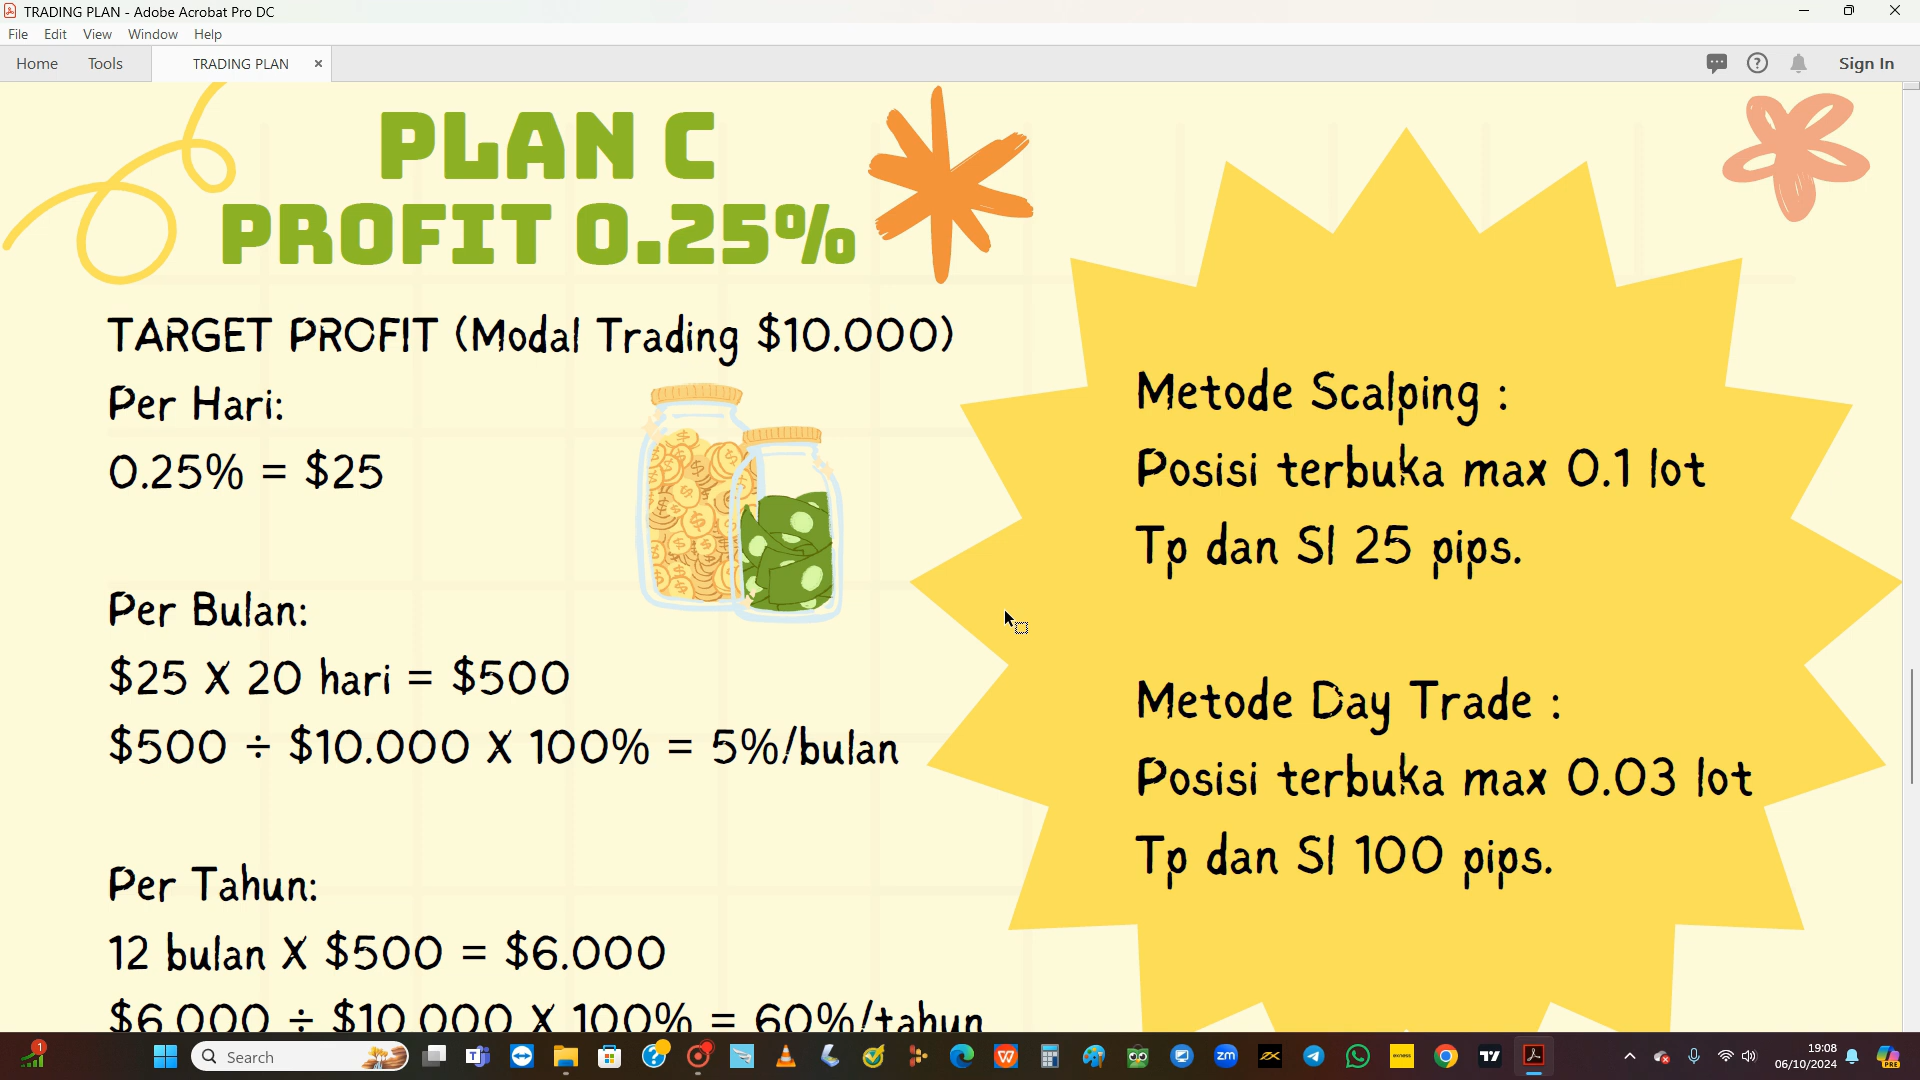 TRADING PLAN - Adobe Acrobat Pro DC
File Edit View Window Help
Home Tools TRADING PLAN × Sign In
PLAN C
PROFIT 0.25%
TARGET PROFIT (Modal Trading $10.000)
Per Hari:
0.25% = $25
Per Bulan:
$25 X 20 hari = $500
$500 ÷ $10.000 X 100% = 5%/bulan
Per Tahun:
12 bulan X $500 = $6.000
$6.000 ÷ $10.000 X 100% = 60%/tahun
Metode Scalping :
Posisi terbuka max 0.1 lot
Tp dan Sl 25 pips.
Metode Day Trade :
Posisi terbuka max 0.03 lot
Tp dan Sl 100 pips.
1
Search
zm
exness
19:08
06/10/2024
PRE